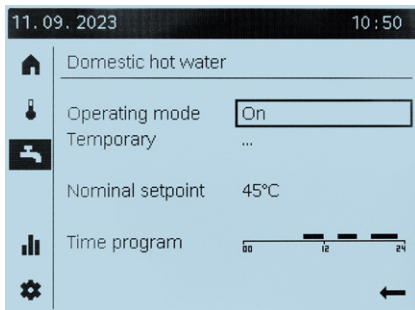 11. 09. 2023 10:50
Domestic hot water
Operating mode On
Temporary ...
Nominal setpoint 45°C
Time program
00 12 24